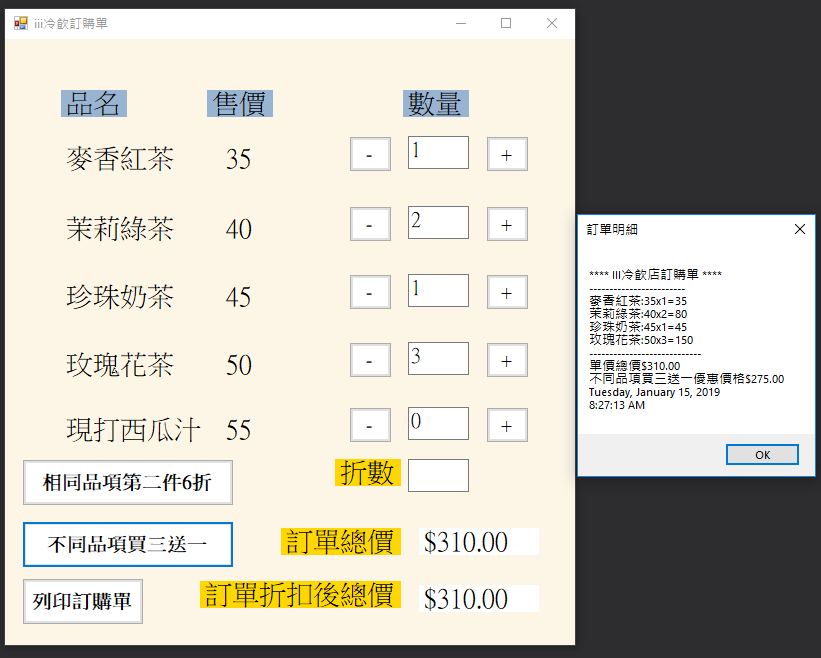 iii冷飲訂購單
品名 售價 數量
麥香紅茶 35 - 1 +
茉莉綠茶 40 - 2 +
珍珠奶茶 45 - 1 +
玫瑰花茶 50 - 3 +
現打西瓜汁 55 - 0 +
相同品項第二件6折 折數
不同品項買三送一 訂單總價 $310.00
列印訂購單 訂單折扣後總價 $310.00
訂單明細
**** III冷飲店訂購單 ****
------------------------
麥香紅茶:35x1=35
茉莉綠茶:40x2=80
珍珠奶茶:45x1=45
玫瑰花茶:50x3=150
----------------------------
單價總價$310.00
不同品項買三送一優惠價格$275.00
Tuesday, January 15, 2019
8:27:13 AM
OK